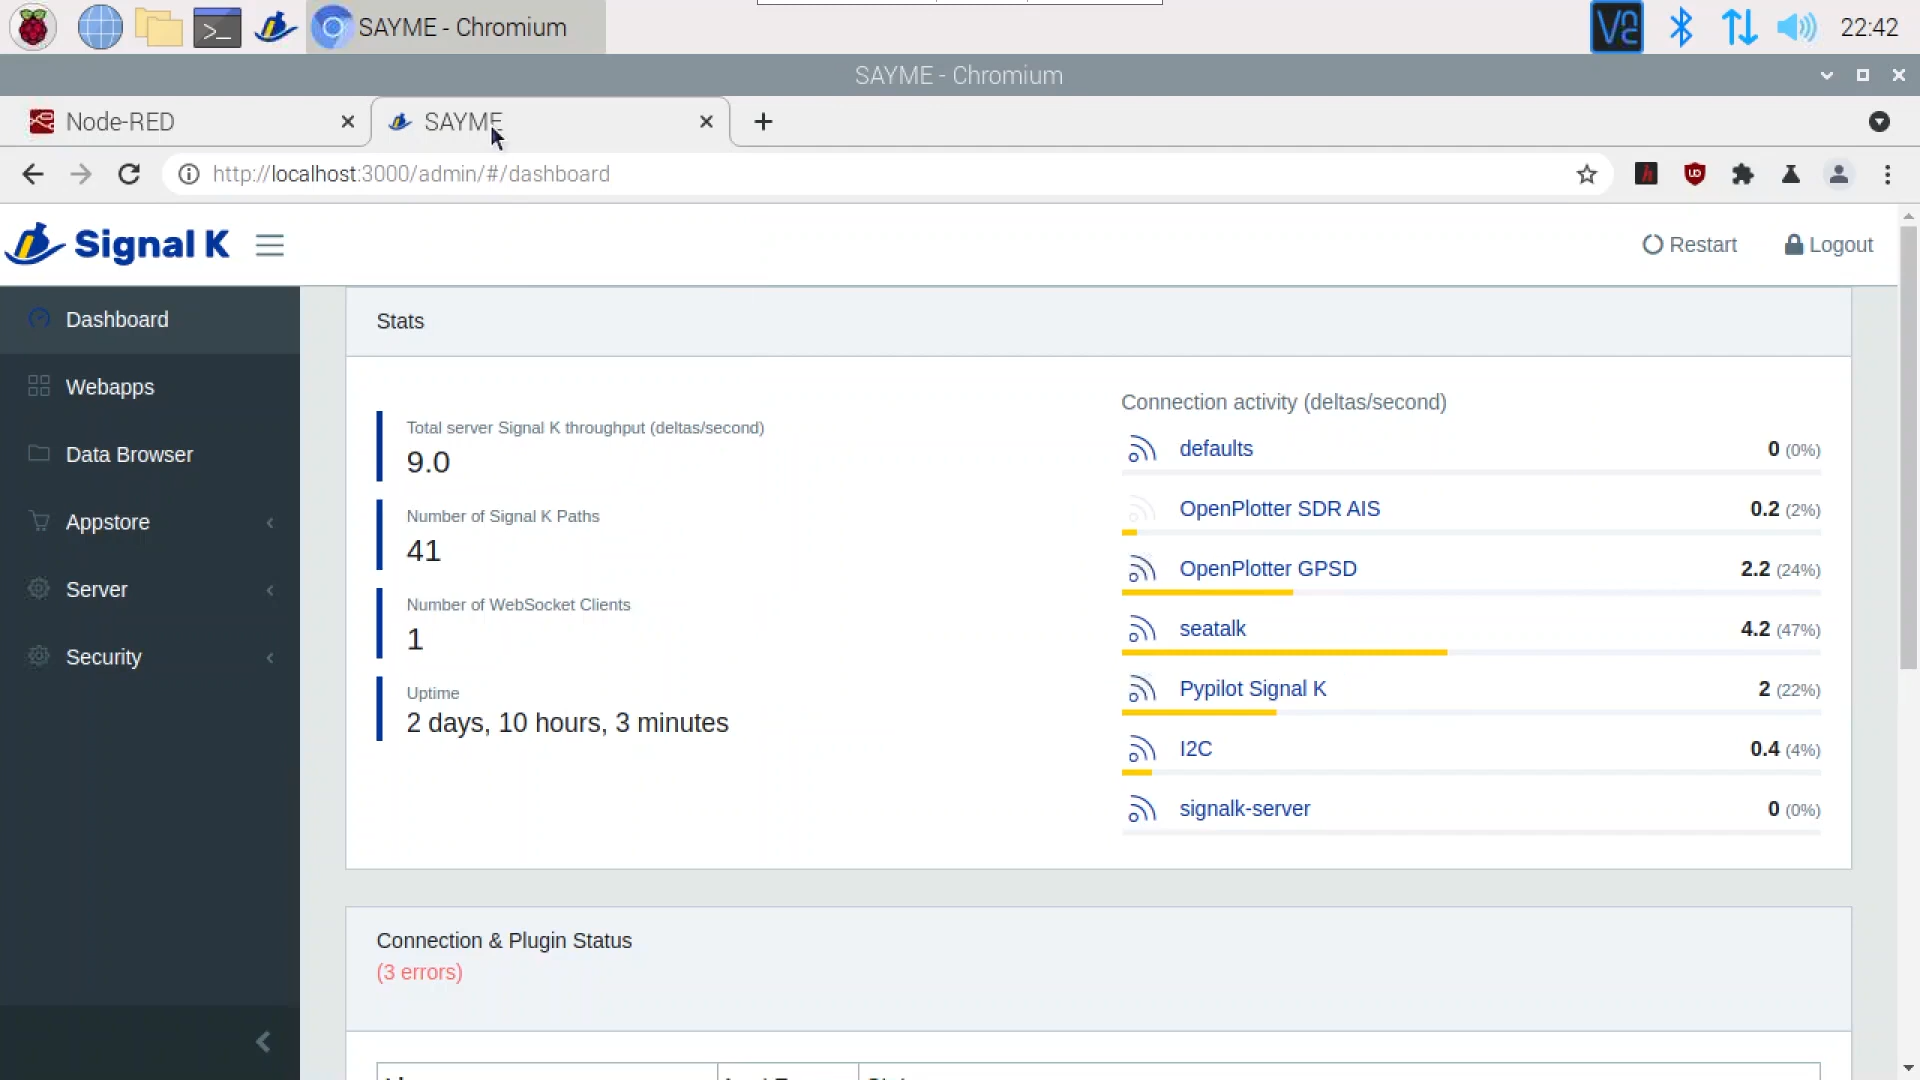 SAYME - Chromium
22:42
SAYME - Chromium
Node-RED
SAYME
http://localhost:3000/admin/#/dashboard
Signal K
Restart
Logout
Dashboard
Webapps
Data Browser
Appstore
Server
Security
Stats
Total server Signal K throughput (deltas/second)
9.0
Number of Signal K Paths
41
Number of WebSocket Clients
1
Uptime
2 days, 10 hours, 3 minutes
Connection activity (deltas/second)
defaults 0 (0%)
OpenPlotter SDR AIS 0.2 (2%)
OpenPlotter GPSD 2.2 (24%)
seatalk 4.2 (47%)
Pypilot Signal K 2 (22%)
I2C 0.4 (4%)
signalk-server 0 (0%)
Connection & Plugin Status
(3 errors)